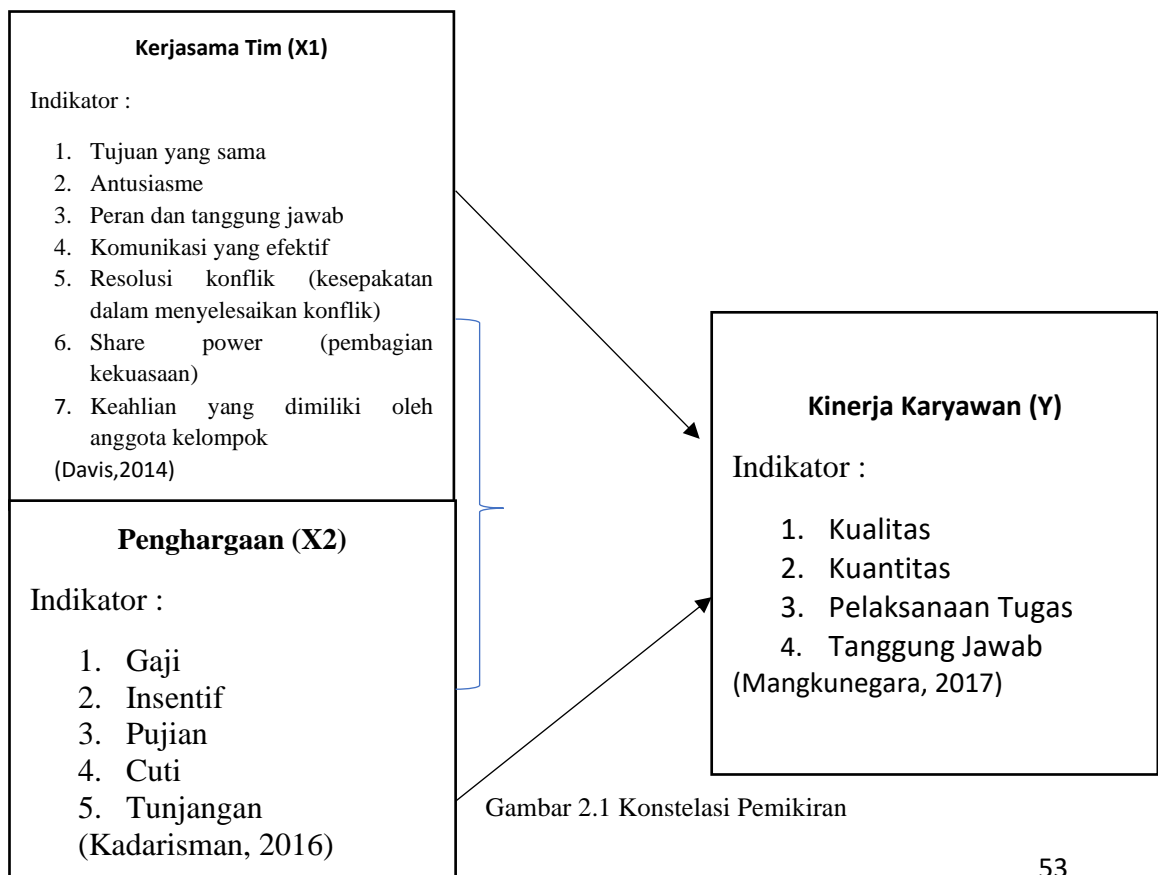 Kerjasama Tim (X1)
Indikator :
1. Tujuan yang sama
2. Antusiasme
3. Peran dan tanggung jawab
4. Komunikasi yang efektif
5. Resolusi konflik (kesepakatan
dalam menyelesaikan konflik)
6. Share power (pembagian
kekuasaan)
7. Keahlian yang dimiliki oleh
anggota kelompok
(Davis,2014)
Penghargaan (X2)
Indikator :
1. Gaji
2. Insentif
3. Pujian
4. Cuti
5. Tunjangan
(Kadarisman, 2016)
Kinerja Karyawan (Y)
Indikator :
1. Kualitas
2. Kuantitas
3. Pelaksanaan Tugas
4. Tanggung Jawab
(Mangkunegara, 2017)
Gambar 2.1 Konstelasi Pemikiran
53